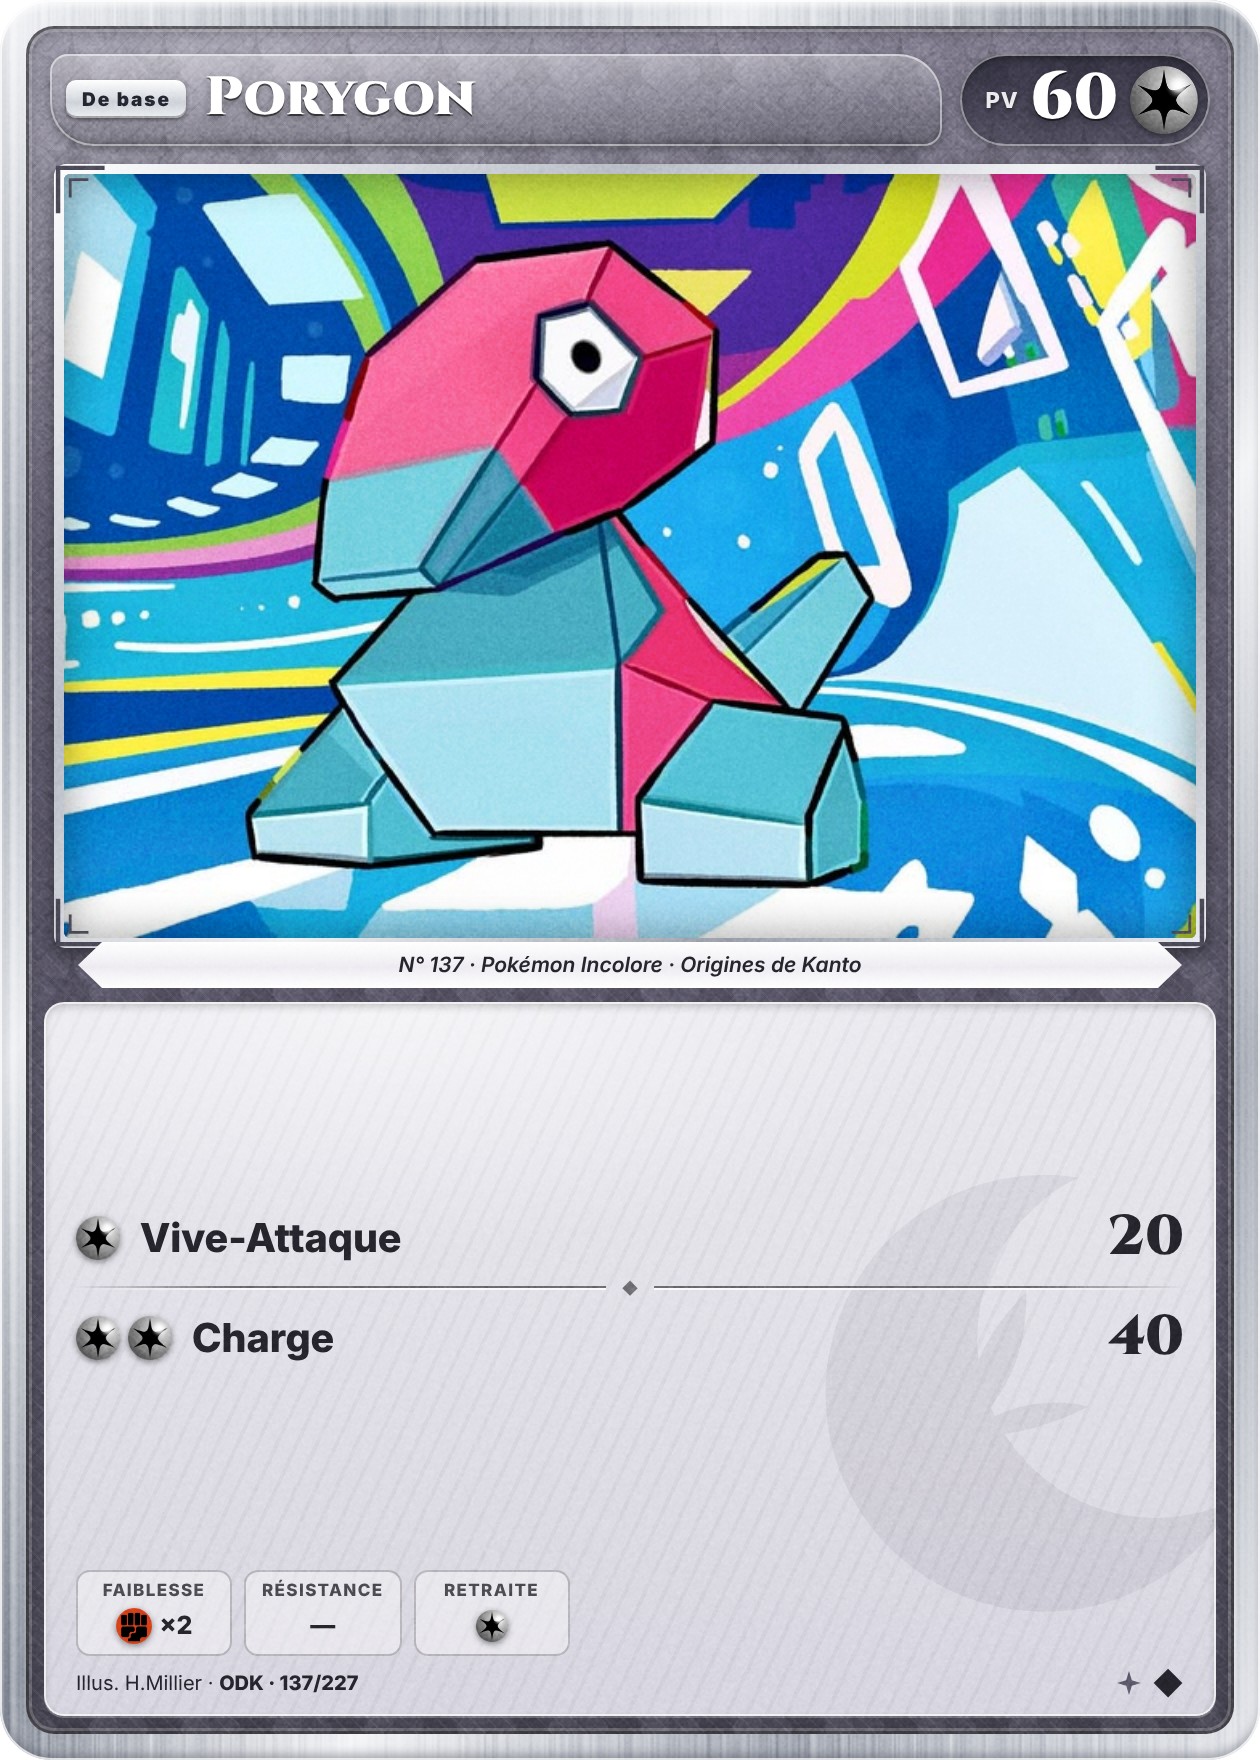 De base PORYGON PV 60
N° 137 · Pokémon Incolore · Origines de Kanto
Vive-Attaque 20
Charge 40
FAIBLESSE RÉSISTANCE RETRAITE
×2 —
Illus. H.Millier · ODK · 137/227